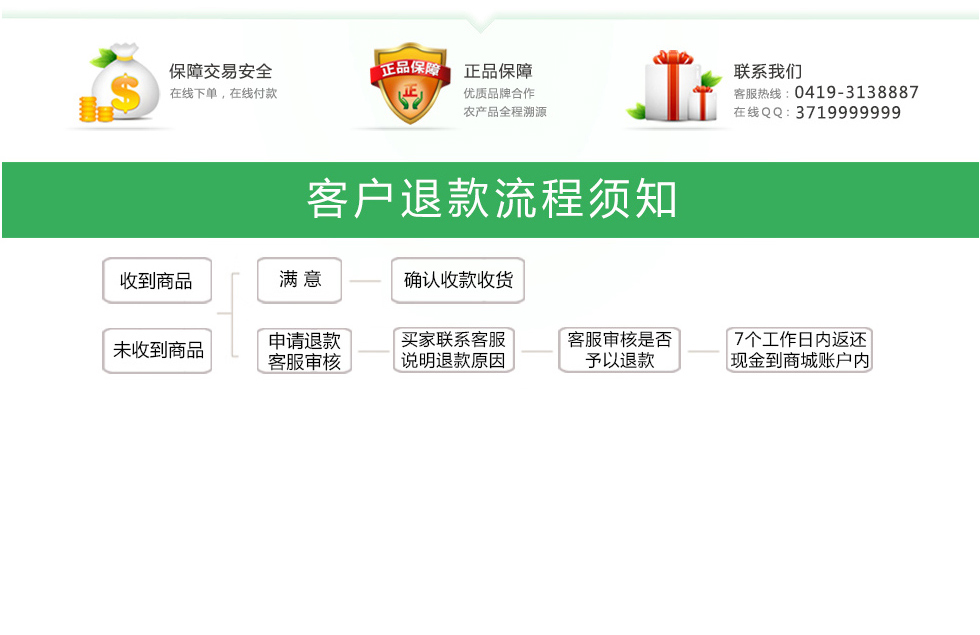 保障交易安全
在线下单，在线付款
正品保障
正
正品保障
优质品牌合作
农产品全程溯源
联系我们
客服热线：0419-3138887
在线QQ：3719999999
客户退款流程须知
收到商品
满 意
确认收款收货
未收到商品
申请退款
客服审核
买家联系客服
说明退款原因
客服审核是否
予以退款
7个工作日内返还
现金到商城账户内